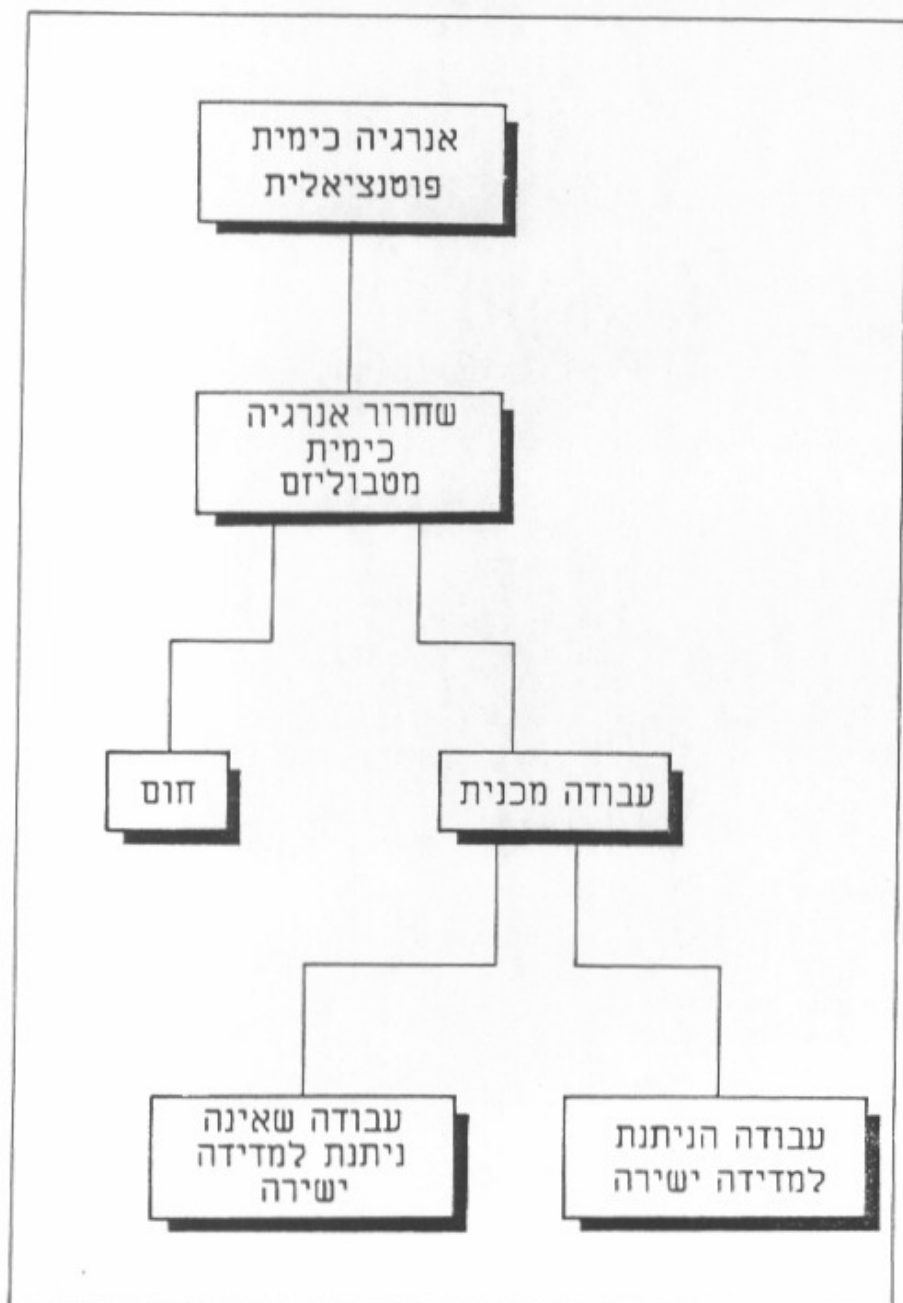 אנרגיה כימית
פוטנציאלית
שחרור אנרגיה
כימית
מטבוליזם
עבודה מכנית
חום
עבודה הניתנת
למדידה ישירה
עבודה שאינה
ניתנת למדידה
ישירה